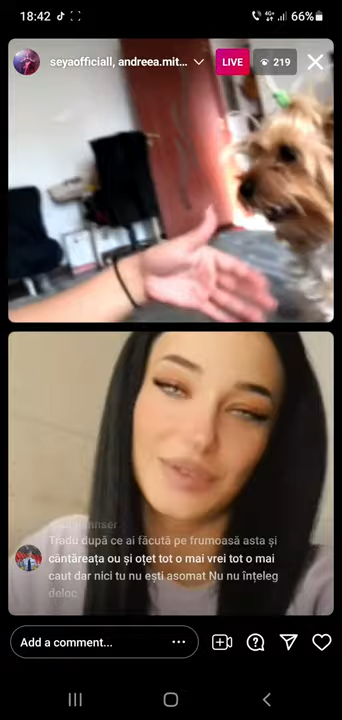 18:42
4G+
66%
seyaofficiall, andreea.mit...
LIVE
219
Tradu după ce ai făcută pe frumoasă asta și
cântăreața ou și oțet tot o mai vrei tot o mai
caut dar nici tu nu ești asomat Nu nu înțeleg
deloc
Add a comment...